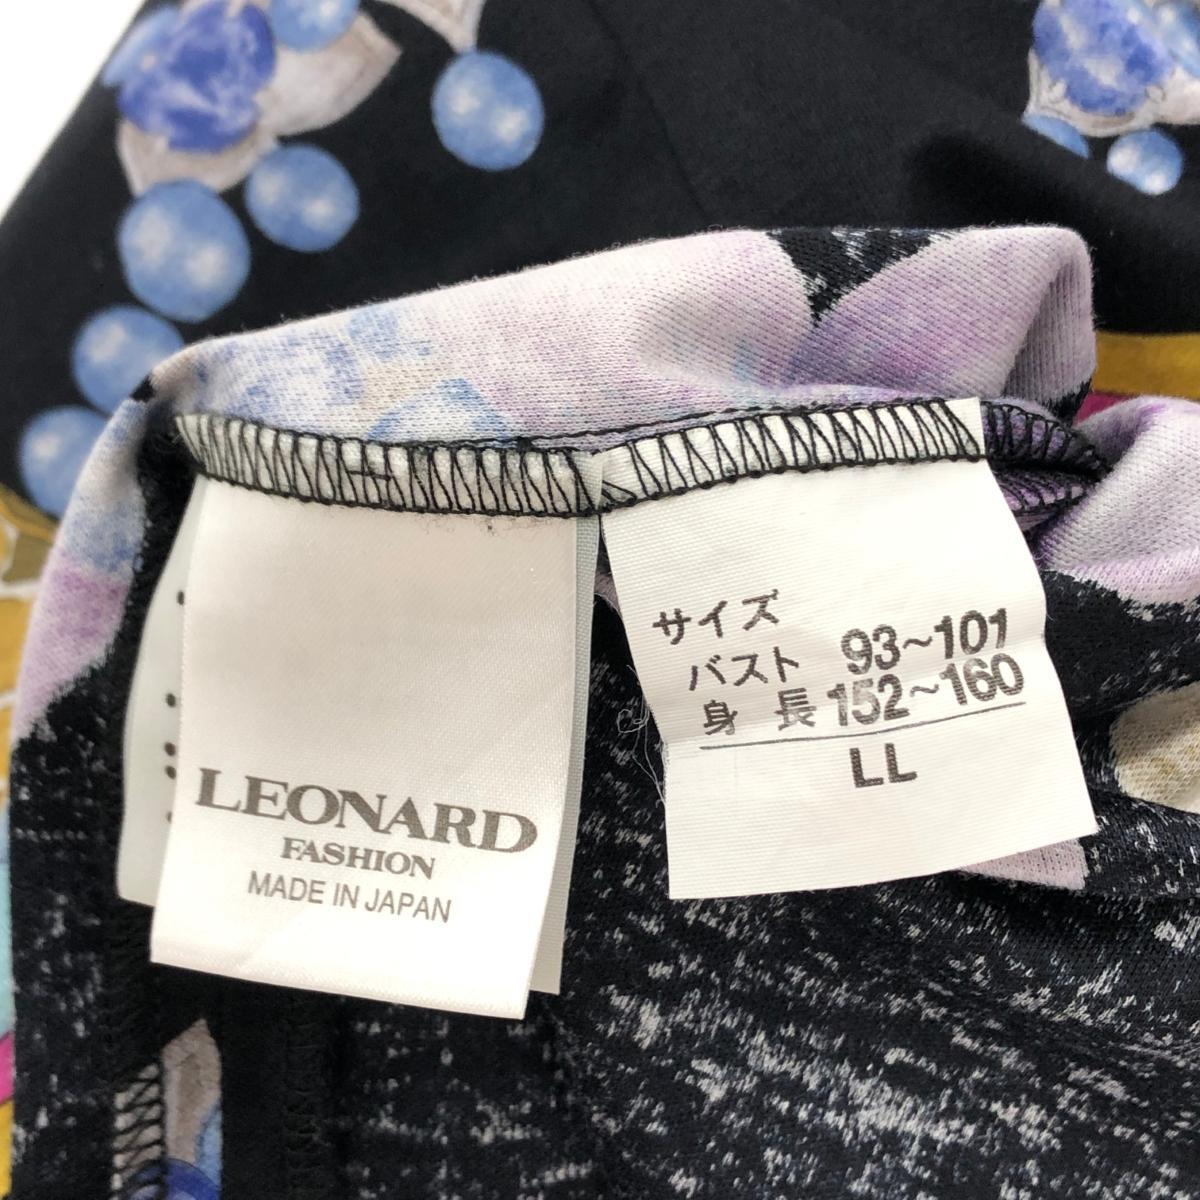 LEONARD
FASHION
MADE IN JAPAN
サイズ
バスト 93~101
身 長 152~160
LL